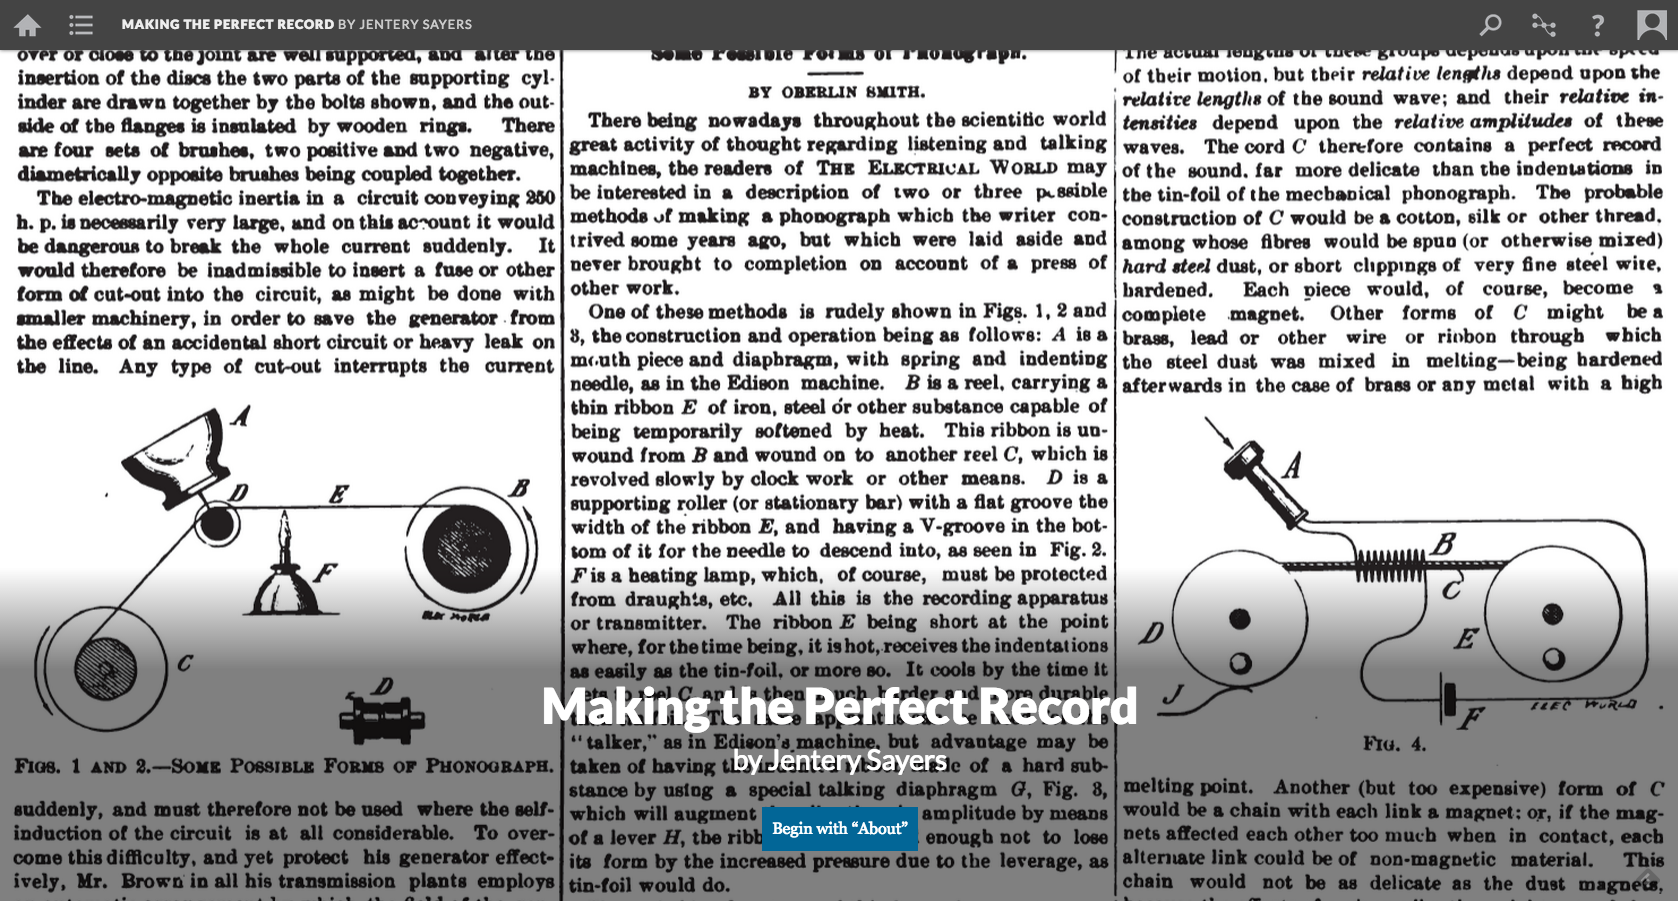 MAKING THE PERFECT RECORD BY JENTERY SAYERS
over or close to the joint are well supported, and after the
insertion of the discs the two parts of the supporting cyl-
inder are drawn together by the bolts shown, and the out-
side of the flanges is insulated by wooden rings. There
are four sets of brushes, two positive and two negative,
diametrically opposite brushes being coupled together.
The electro-magnetic inertia in a circuit conveying 250
h. p. is necessarily very large, and on this account it would
be dangerous to break the whole current suddenly. It
would therefore be inadmissible to insert a fuse or other
form of cut-out into the circuit, as might be done with
smaller machinery, in order to save the generator from
the effects of an accidental short circuit or heavy leak on
the line. Any type of cut-out interrupts the current
A
D
E
B
F
ELEC WORLD
C
D
FIGS. 1 AND 2.—SOME POSSIBLE FORMS OF PHONOGRAPH.
suddenly, and must therefore not be used where the self-
induction of the circuit is at all considerable. To over-
come this difficulty, and yet protect his generator effect-
ively, Mr. Brown in all his transmission plants employs
Some Possible Forms of Phonograph.
BY OBERLIN SMITH.
There being nowadays throughout the scientific world
great activity of thought regarding listening and talking
machines, the readers of THE ELECTRICAL WORLD may
be interested in a description of two or three possible
methods of making a phonograph which the writer con-
trived some years ago, but which were laid aside and
never brought to completion on account of a press of
other work.
One of these methods is rudely shown in Figs. 1, 2 and
3, the construction and operation being as follows: A is a
mouth piece and diaphragm, with spring and indenting
needle, as in the Edison machine. B is a reel, carrying a
thin ribbon E of iron, steel or other substance capable of
being temporarily softened by heat. This ribbon is un-
wound from B and wound on to another reel C, which is
revolved slowly by clock work or other means. D is a
supporting roller (or stationary bar) with a flat groove the
width of the ribbon E, and having a V-groove in the bot-
tom of it for the needle to descend into, as seen in Fig. 2.
F is a heating lamp, which, of course, must be protected
from draughts, etc. All this is the recording apparatus
or transmitter. The ribbon E being short at the point
where, for the time being, it is hot, receives the indentations
as easily as the tin-foil, or more so. It cools by the time it
reel C, and is then much harder and more durable
Making the Perfect Record
"talker," as in Edison's machine, but advantage may be
by Jentery Sayers
taken of having the of a hard sub-
stance by using a special talking diaphragm G, Fig. 3,
which will augment amplitude by means
Begin with “About”
of a lever H, the enough not to lose
its form by the increased pressure due to the leverage, as
tin-foil would do.
The actual lengths of these groups depends upon the speed
of their motion, but their relative lengths depend upon the
relative lengths of the sound wave; and their relative in-
tensities depend upon the relative amplitudes of these
waves. The cord C therefore contains a perfect record
of the sound, far more delicate than the indentations in
the tin-foil of the mechanical phonograph. The probable
construction of C would be a cotton, silk or other thread,
among whose fibres would be spun (or otherwise mixed)
hard steel dust, or short clippings of very fine steel wire,
hardened. Each piece would, of course, become a
complete magnet. Other forms of C might be a
brass, lead or other wire or ribbon through which
the steel dust was mixed in melting—being hardened
afterwards in the case of brass or any metal with a high
A
B
C
D
E
J
F
ELEC WORLD
FIG. 4.
melting point. Another (but too expensive) form of C
would be a chain with each link a magnet: or, if the mag-
nets affected each other too much when in contact, each
alternate link could be of non-magnetic material. This
chain would not be as delicate as the dust magnets,